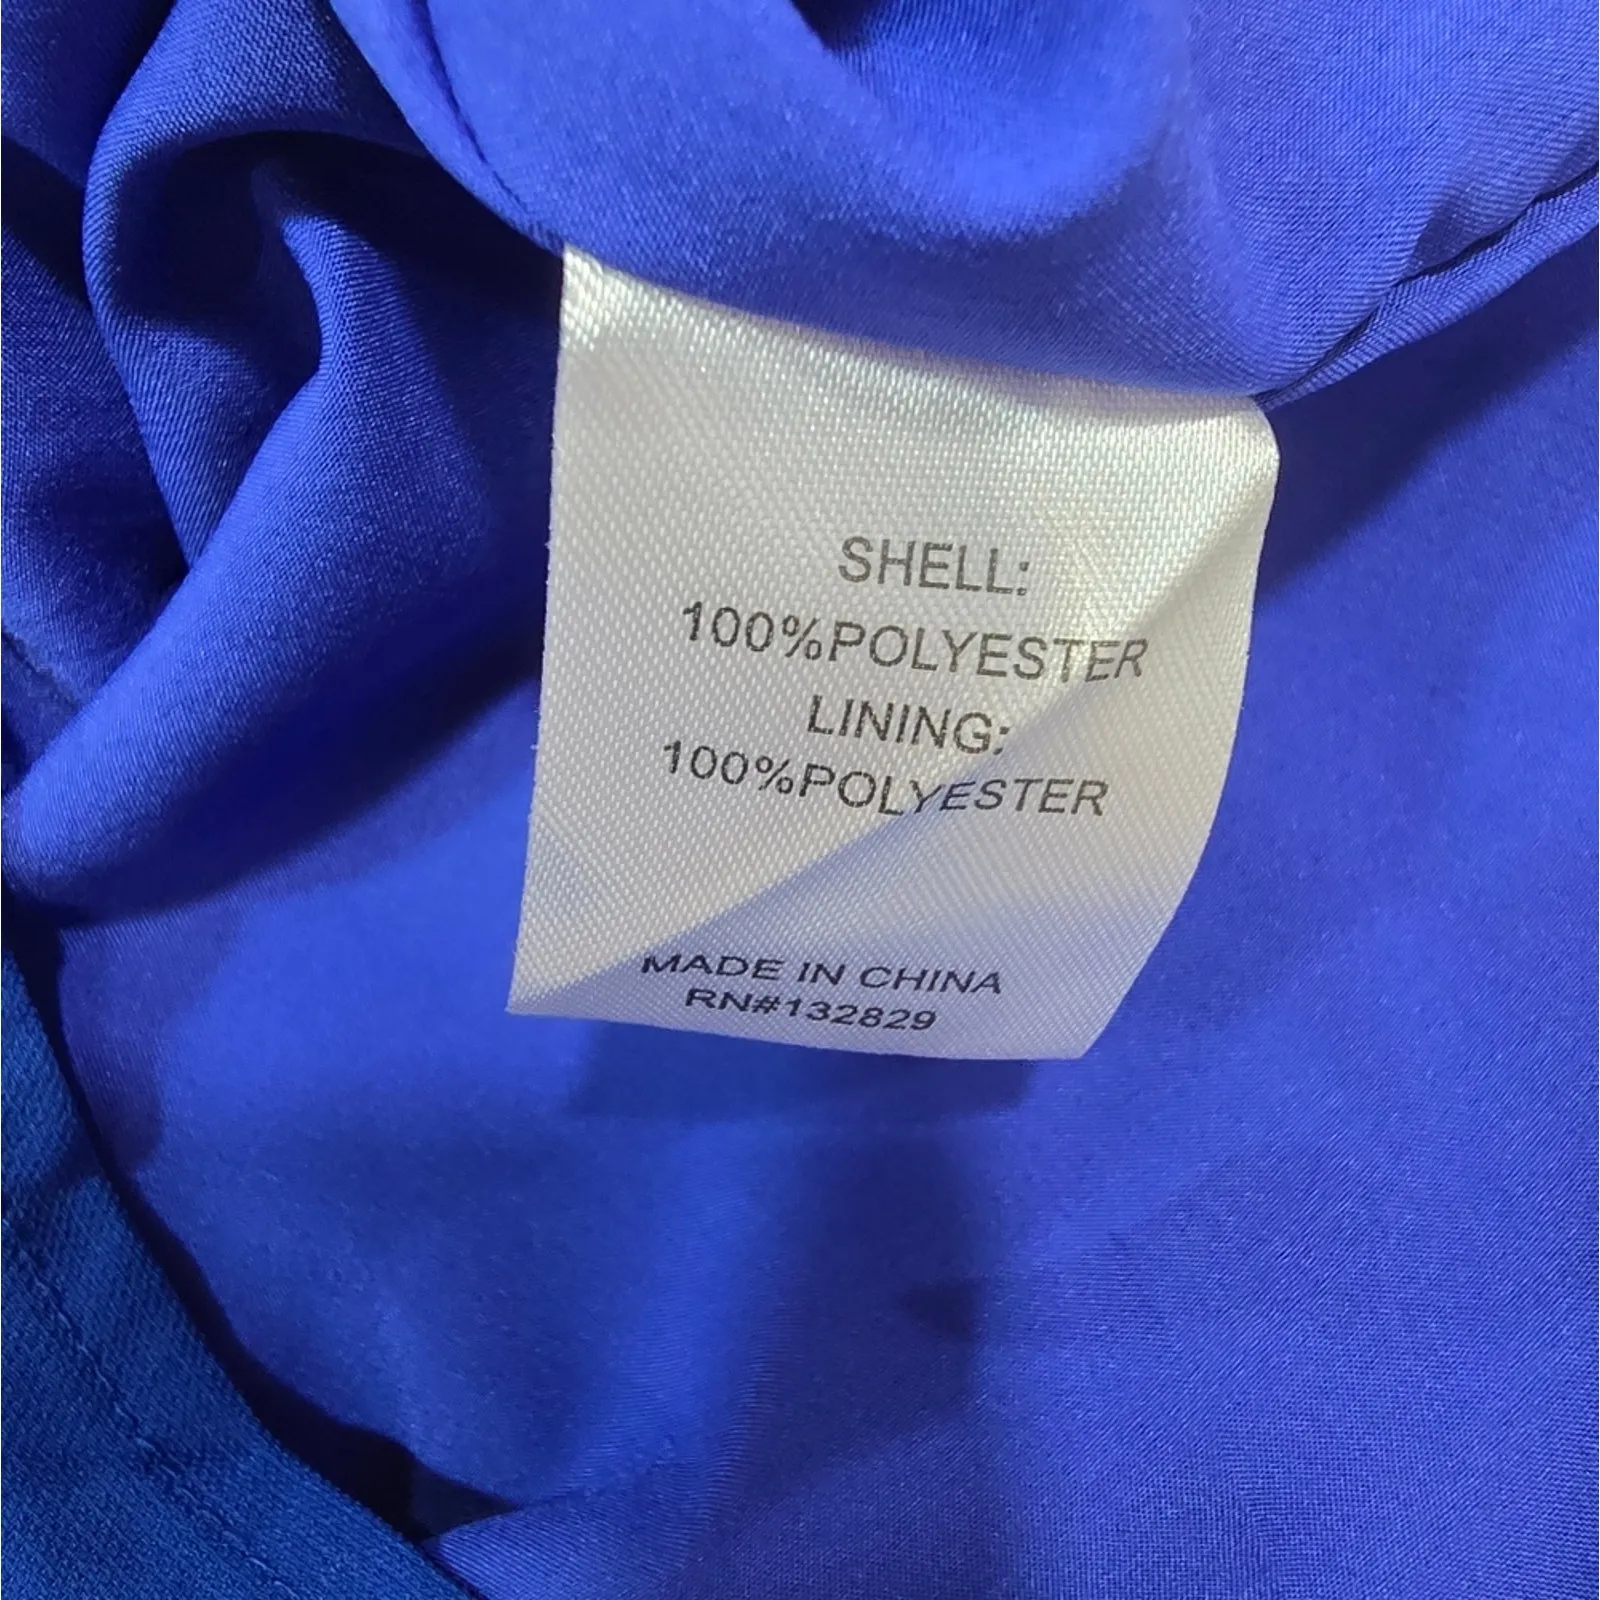 SHELL:
100%POLYESTER
LINING:
100%POLYESTER
MADE IN CHINA
RN#132829